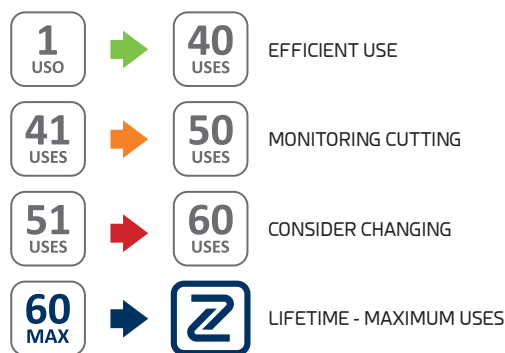 1 USO 40 USES EFFICIENT USE
41 USES 50 USES MONITORING CUTTING
51 USES 60 USES CONSIDER CHANGING
60 MAX Z LIFETIME - MAXIMUM USES